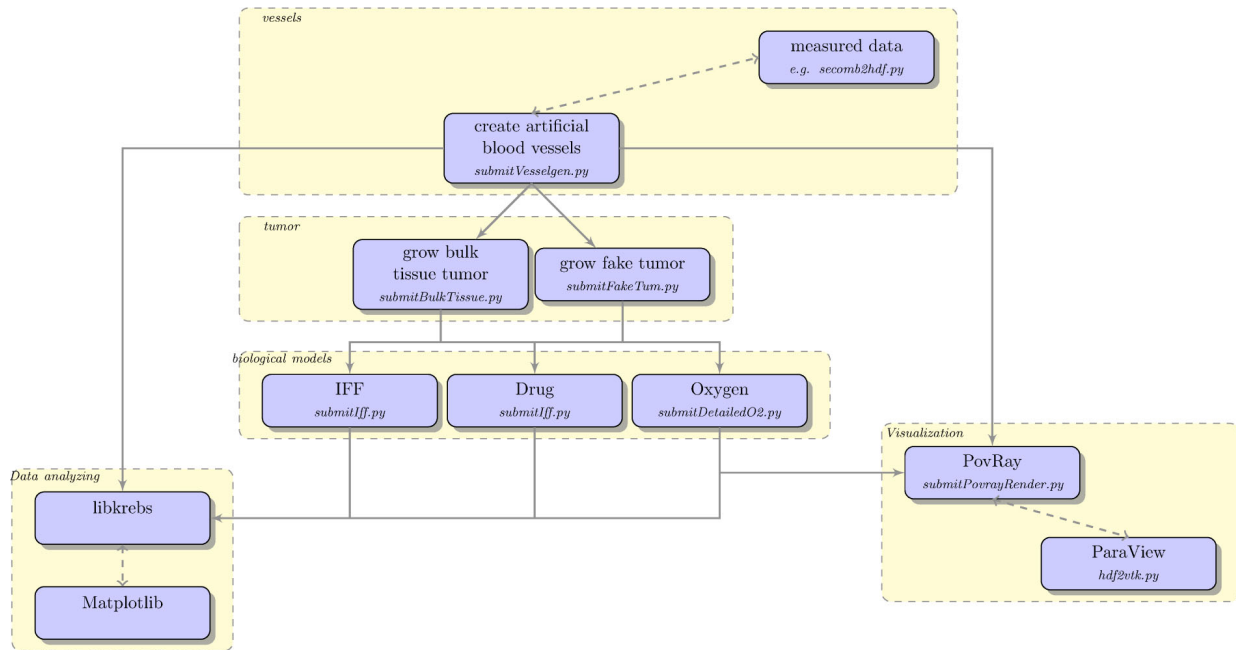 vessels
measured data
e.g. secomb2hdf.py
create artificial
blood vessels
submitVesselgen.py
tumor
grow bulk
tissue tumor
submitBulkTissue.py
grow fake tumor
submitFakeTum.py
biological models
IFF
submitIff.py
Drug
submitIff.py
Oxygen
submitDetailedO2.py
Visualization
PovRay
submitPovrayRender.py
ParaView
hdf2vtk.py
Data analyzing
libkrebs
Matplotlib